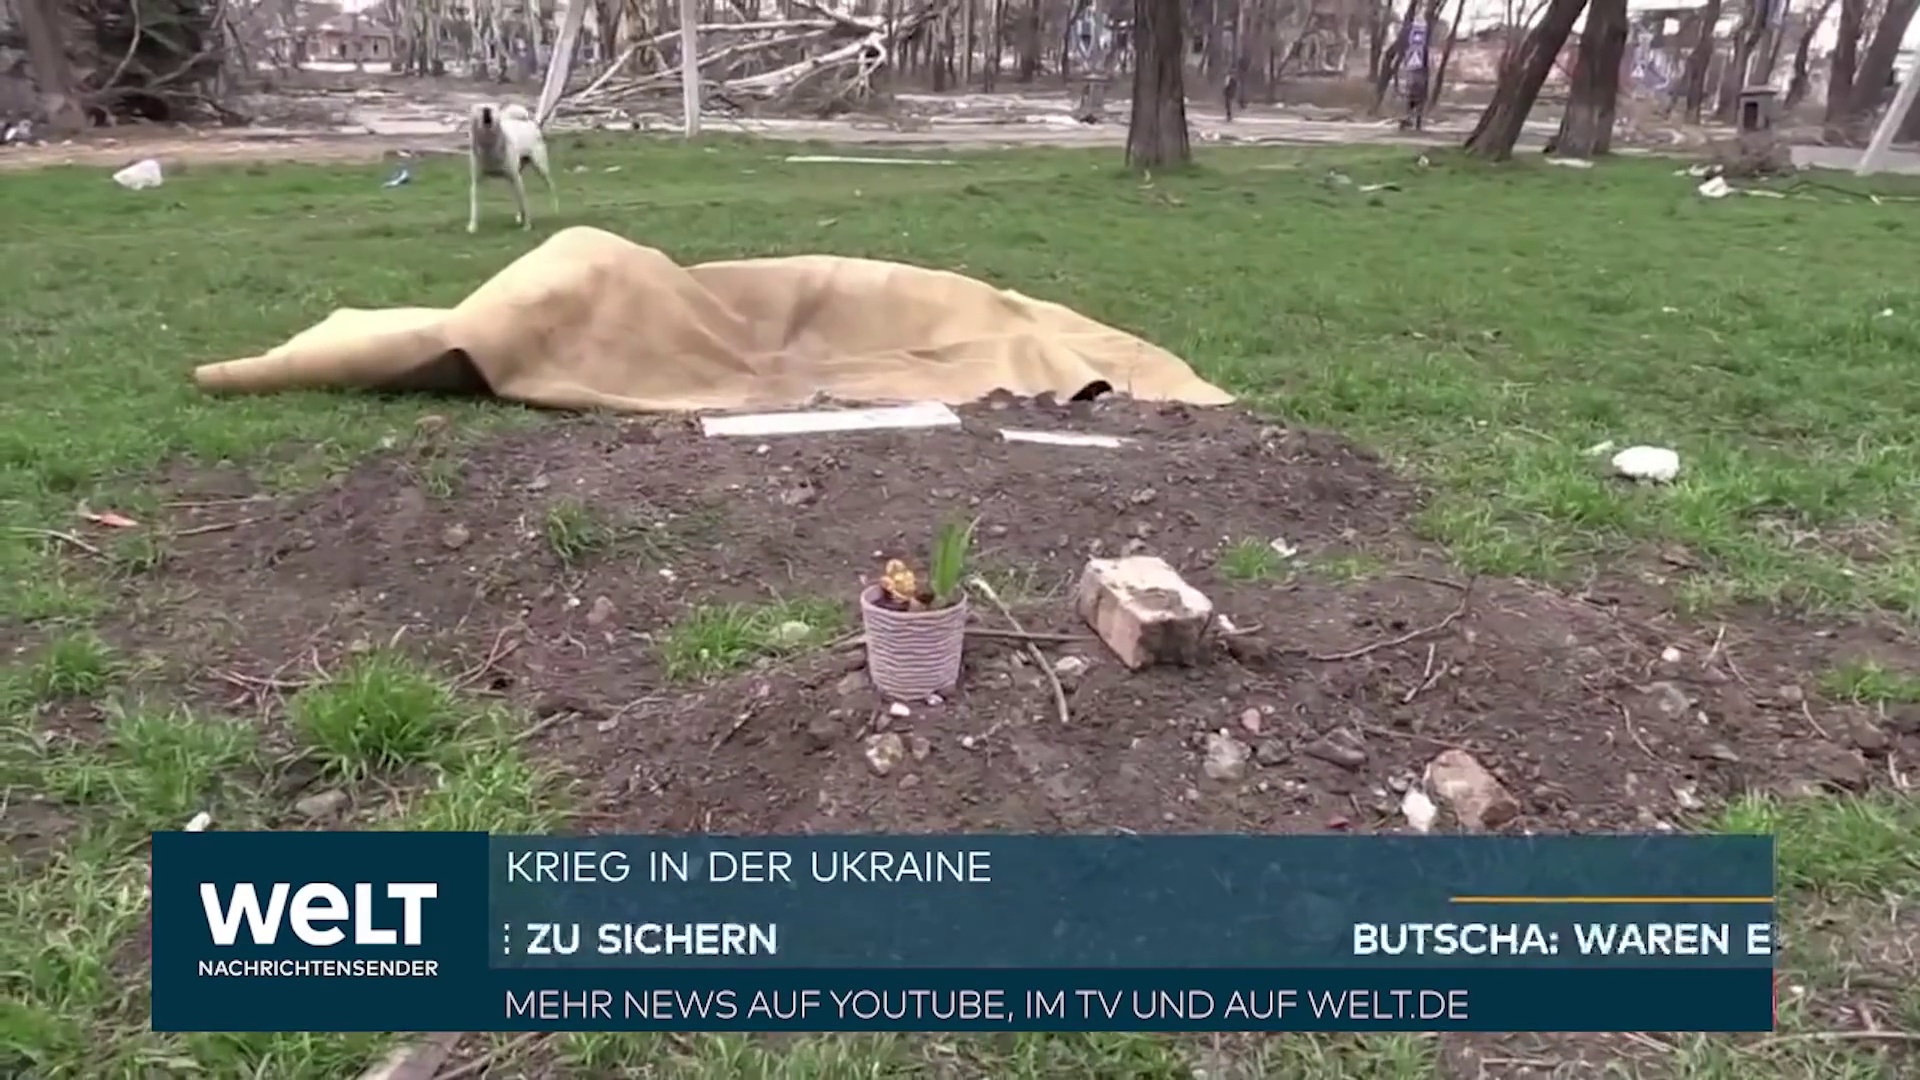 KRIEG IN DER UKRAINE
ZU SICHERN BUTSCHA: WAREN E
WELT
NACHRICHTENSENDER
MEHR NEWS AUF YOUTUBE, IM TV UND AUF WELT.DE